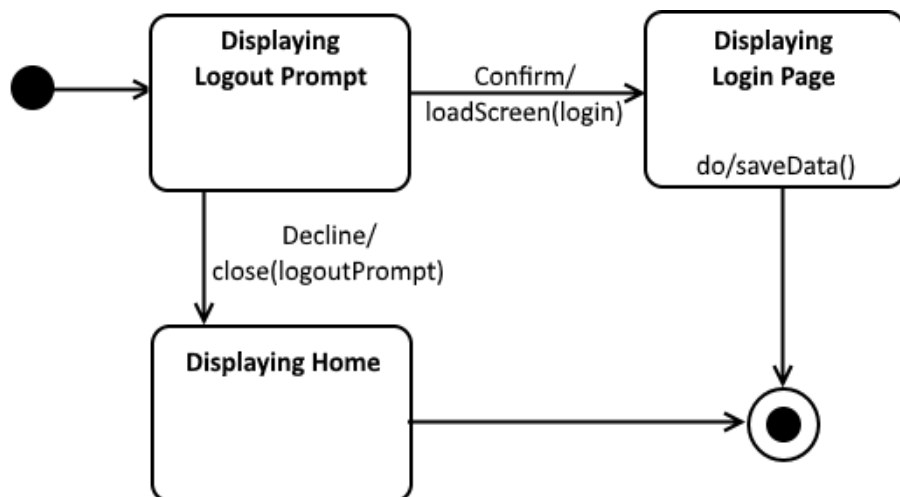 Displaying
Logout Prompt
Confirm/
loadScreen(login)
Displaying
Login Page
do/saveData()
Decline/
close(logoutPrompt)
Displaying Home